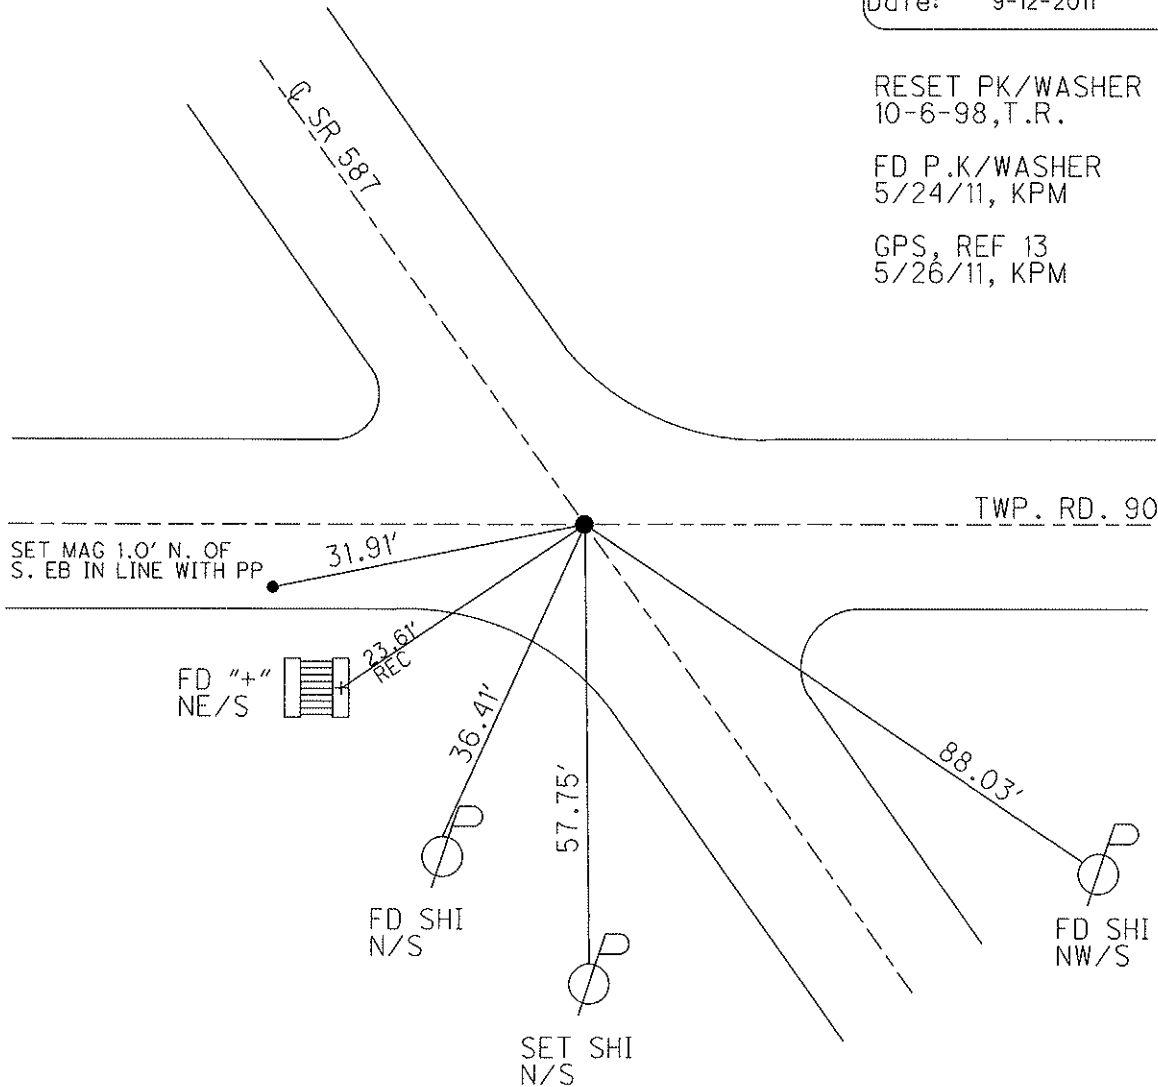 Date: 9-12-2011
RESET PK/WASHER
10-6-98,T.R.
FD P.K/WASHER
5/24/11, KPM
GPS, REF 13
5/26/11, KPM
℄ SR 587
TWP. RD. 90
SET MAG 1.0' N. OF
S. EB IN LINE WITH PP
31.91'
23.61'
REC
FD "+"
NE/S
36.41'
57.75'
88.03'
FD SHI
N/S
FD SHI
NW/S
SET SHI
N/S